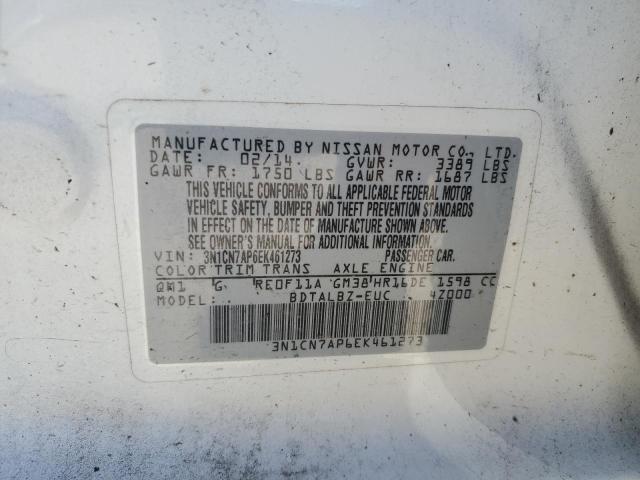 MANUFACTURED BY NISSAN MOTOR CO., LTD.
DATE: 02/14 GVWR: 3389 LBS
GAWR FR: 1750 LBS GAWR RR: 1687 LBS
THIS VEHICLE CONFORMS TO ALL APPLICABLE FEDERAL MOTOR
VEHICLE SAFETY, BUMPER AND THEFT PREVENTION STANDARDS
IN EFFECT ON THE DATE OF MANUFACTURE SHOWN ABOVE.
SEE OWNER'S MANUAL FOR ADDITIONAL INFORMATION.
VIN: 3N1CN7AP6EK461273 PASSENGER CAR.
COLOR TRIM TRANS AXLE ENGINE
QM1 G RE0F11A GM38 HR16DE 1598 CC
MODEL: BDTALBZ-EUC 4Z000
3N1CN7AP6EK461273